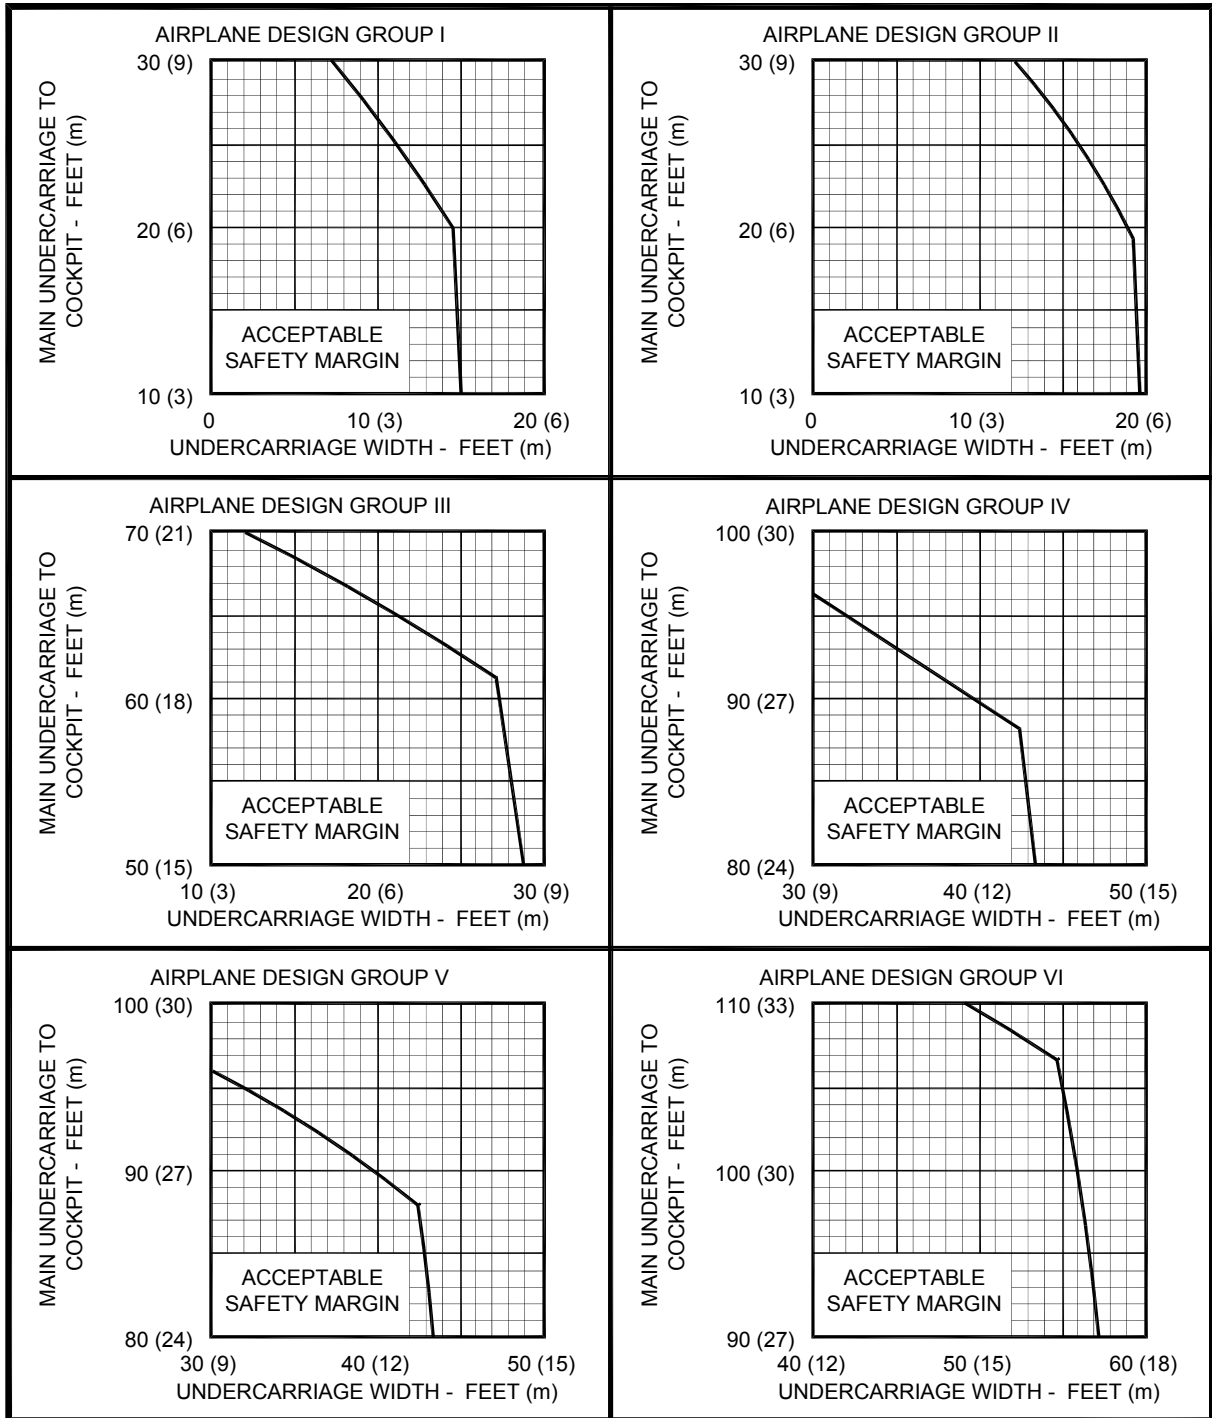 AIRPLANE DESIGN GROUP I
MAIN UNDERCARRIAGE TO
COCKPIT - FEET (m)
30 (9)
20 (6)
10 (3)
ACCEPTABLE
SAFETY MARGIN
0
10 (3)
20 (6)
UNDERCARRIAGE WIDTH - FEET (m)
AIRPLANE DESIGN GROUP II
MAIN UNDERCARRIAGE TO
COCKPIT - FEET (m)
30 (9)
20 (6)
10 (3)
ACCEPTABLE
SAFETY MARGIN
0
10 (3)
20 (6)
UNDERCARRIAGE WIDTH - FEET (m)
AIRPLANE DESIGN GROUP III
MAIN UNDERCARRIAGE TO
COCKPIT - FEET (m)
70 (21)
60 (18)
50 (15)
ACCEPTABLE
SAFETY MARGIN
10 (3)
20 (6)
30 (9)
UNDERCARRIAGE WIDTH - FEET (m)
AIRPLANE DESIGN GROUP IV
MAIN UNDERCARRIAGE TO
COCKPIT - FEET (m)
100 (30)
90 (27)
80 (24)
ACCEPTABLE
SAFETY MARGIN
30 (9)
40 (12)
50 (15)
UNDERCARRIAGE WIDTH - FEET (m)
AIRPLANE DESIGN GROUP V
MAIN UNDERCARRIAGE TO
COCKPIT - FEET (m)
100 (30)
90 (27)
80 (24)
ACCEPTABLE
SAFETY MARGIN
30 (9)
40 (12)
50 (15)
UNDERCARRIAGE WIDTH - FEET (m)
AIRPLANE DESIGN GROUP VI
MAIN UNDERCARRIAGE TO
COCKPIT - FEET (m)
110 (33)
100 (30)
90 (27)
ACCEPTABLE
SAFETY MARGIN
40 (12)
50 (15)
60 (18)
UNDERCARRIAGE WIDTH - FEET (m)